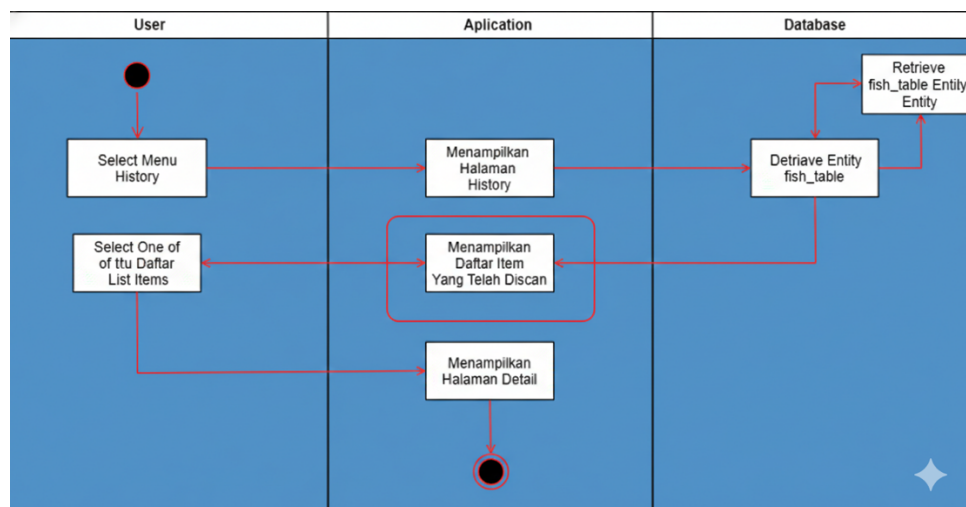 User
Aplication
Database
Retrieve
fish_table Entily
Entity
Select Menu
History
Menampilkan
Halaman
History
Detriave Entity
fish_table
Select One of
of ttu Daftar
List Items
Menampilkan
Daftar Item
Yang Telah Discan
Menampilkan
Halaman Detail